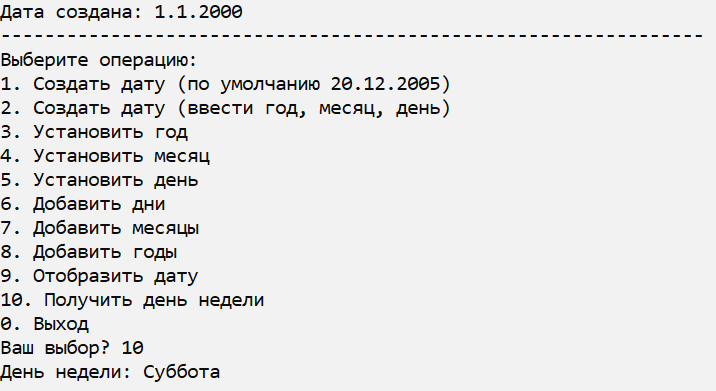 Дата создана: 1.1.2000
----------------------------------------------------------------
Выберите операцию:
1. Создать дату (по умолчанию 20.12.2005)
2. Создать дату (ввести год, месяц, день)
3. Установить год
4. Установить месяц
5. Установить день
6. Добавить дни
7. Добавить месяцы
8. Добавить годы
9. Отобразить дату
10. Получить день недели
0. Выход
Ваш выбор? 10
День недели: Суббота